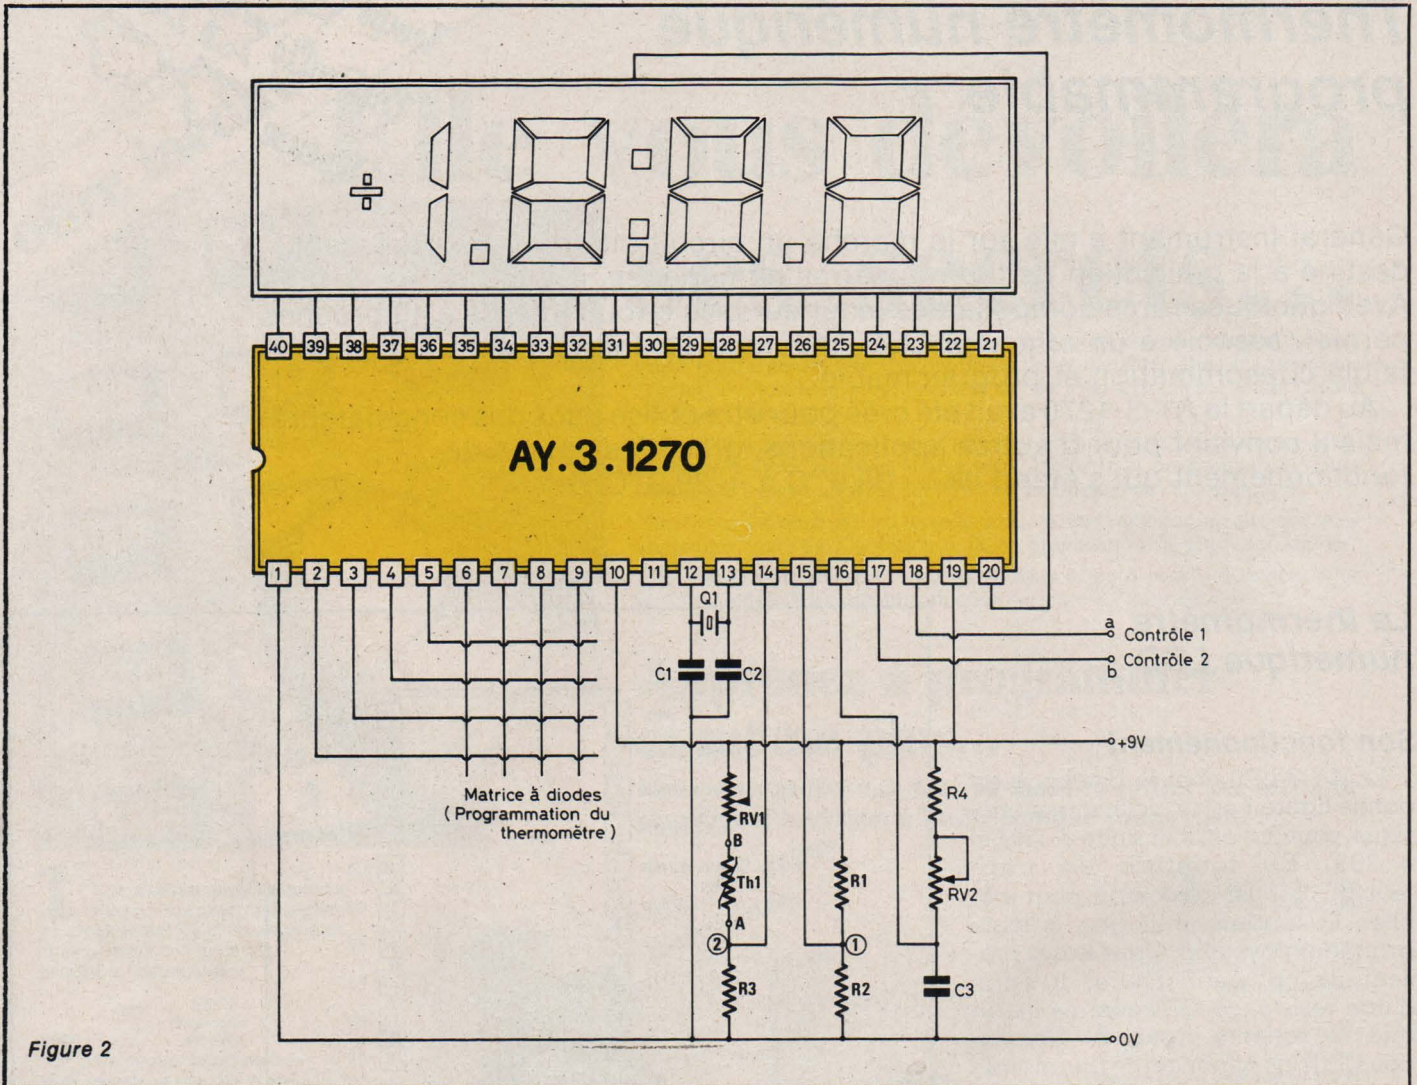 40 39 38 37 36 35 34 33 32 31 30 29 28 27 26 25 24 23 22 21
AY.3.1270
1 2 3 4 5 6 7 8 9 10 11 12 13 14 15 16 17 18 19 20
Q1
a
Contrôle 1
C1
C2
Contrôle 2
b
+9V
Matrice à diodes
(Programmation du
thermomètre)
RV1
R4
B
Th1
R1
RV2
A
2
1
R3
R2
C3
0V
Figure 2